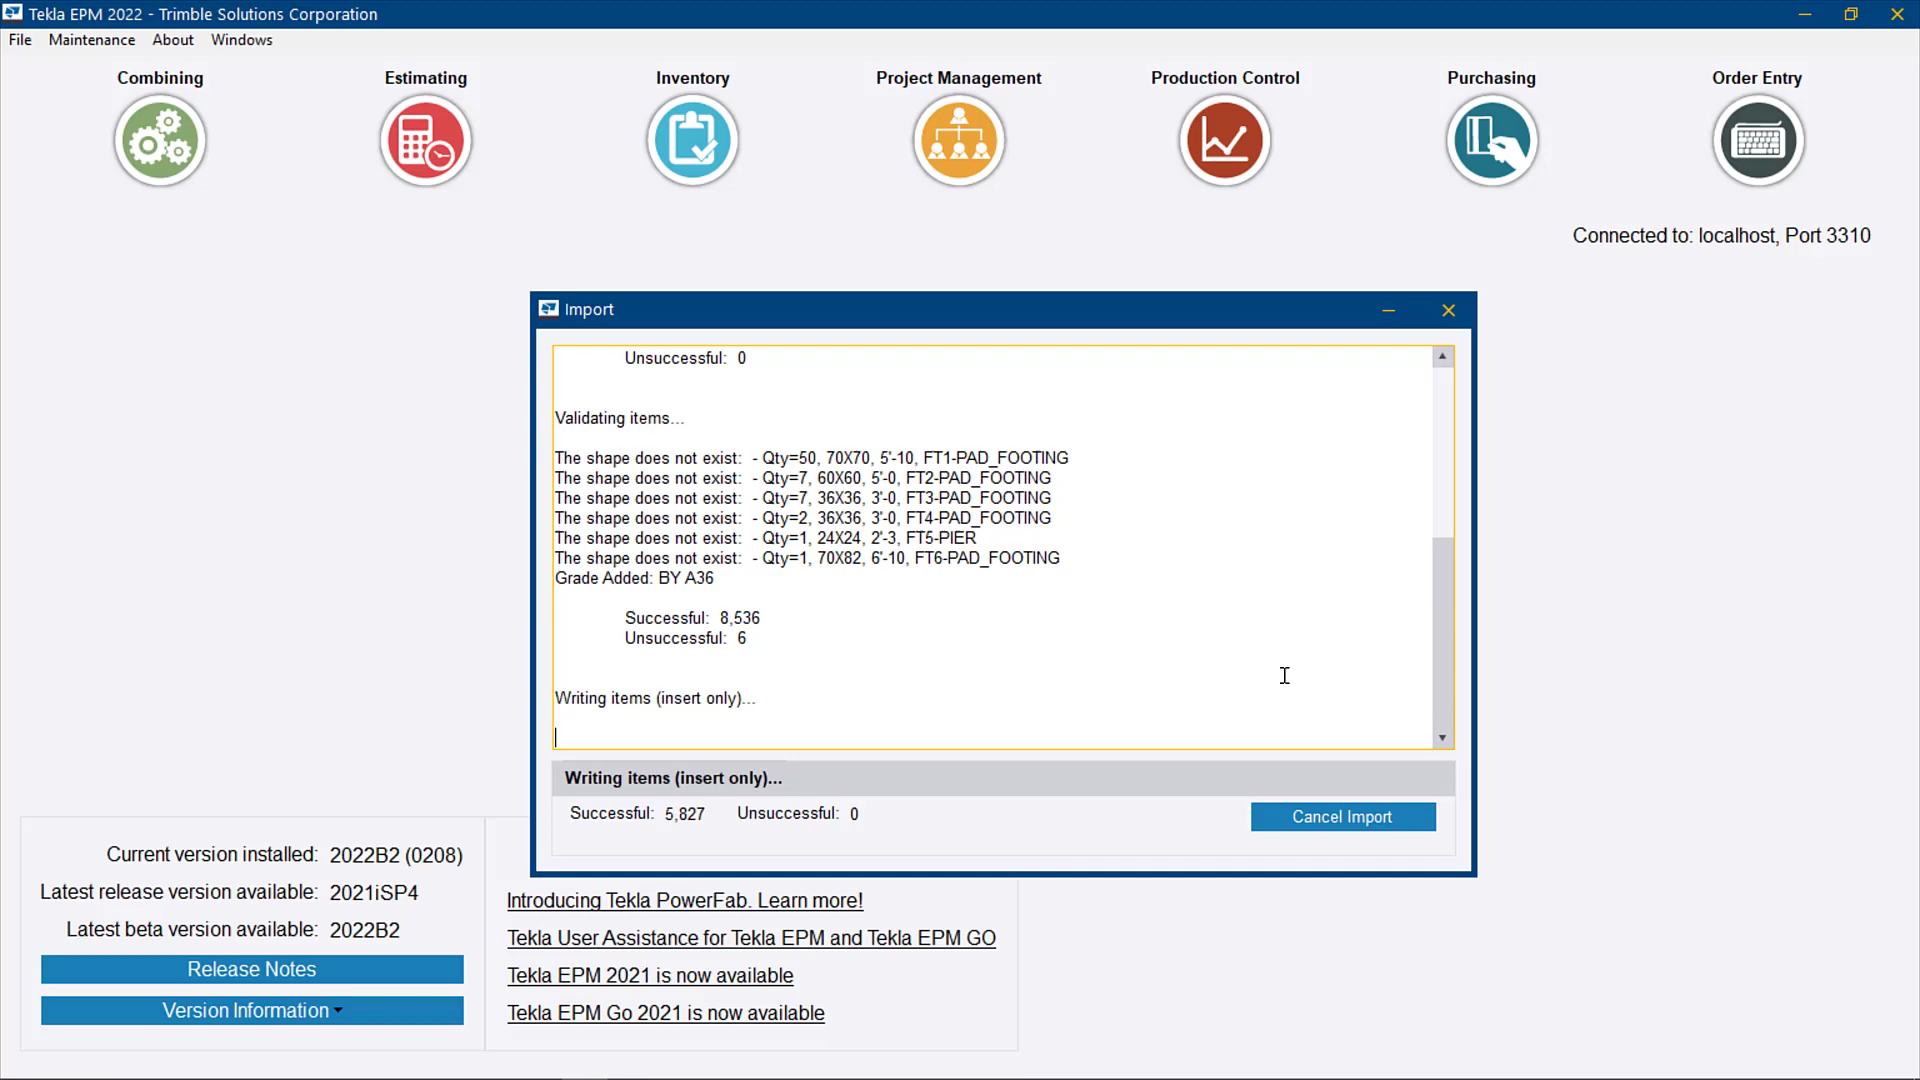 Tekla EPM 2022 - Trimble Solutions Corporation
File Maintenance About Windows
Combining Estimating Inventory Project Management Production Control Purchasing Order Entry
Connected to: localhost, Port 3310
Import
Unsuccessful: 0
Validating items...
The shape does not exist: - Qty=50, 70X70, 5'-10, FT1-PAD_FOOTING
The shape does not exist: - Qty=7, 60X60, 5'-0, FT2-PAD_FOOTING
The shape does not exist: - Qty=7, 36X36, 3'-0, FT3-PAD_FOOTING
The shape does not exist: - Qty=2, 36X36, 3'-0, FT4-PAD_FOOTING
The shape does not exist: - Qty=1, 24X24, 2'-3, FT5-PIER
The shape does not exist: - Qty=1, 70X82, 6'-10, FT6-PAD_FOOTING
Grade Added: BY A36
Successful: 8,536
Unsuccessful: 6
Writing items (insert only)...
Writing items (insert only)...
Successful: 5,827 Unsuccessful: 0
Cancel Import
Current version installed: 2022B2 (0208)
Latest release version available: 2021iSP4
Latest beta version available: 2022B2
Release Notes
Version Information
Introducing Tekla PowerFab. Learn more!
Tekla User Assistance for Tekla EPM and Tekla EPM GO
Tekla EPM 2021 is now available
Tekla EPM Go 2021 is now available